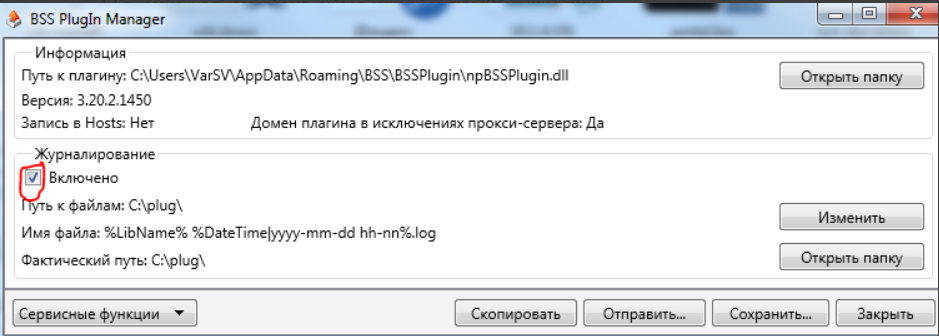 BSS PlugIn Manager
Информация
Путь к плагину: C:\Users\VarSV\AppData\Roaming\BSS\BSSPlugin\npBSSPlugin.dll
Открыть папку
Версия: 3.20.2.1450
Запись в Hosts: Нет Домен плагина в исключениях прокси-сервера: Да
Журналирование
Включено
Путь к файлам: C:\plug\
Изменить
Имя файла: %LibName% %DateTime|yyyy-mm-dd hh-nn%.log
Фактический путь: C:\plug\
Открыть папку
Сервисные функции
Скопировать
Отправить...
Сохранить...
Закрыть